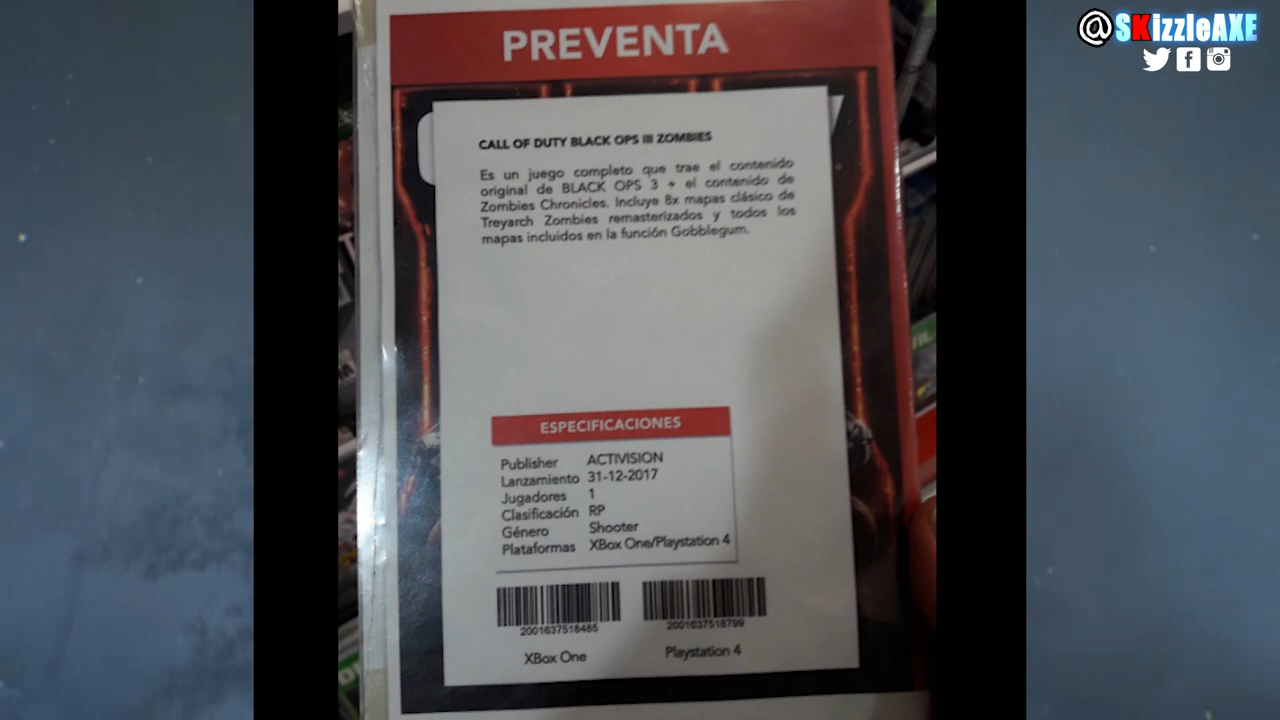 @SKizzleAXE
PREVENTA
CALL OF DUTY BLACK OPS III ZOMBIES
Es un juego completo que trae el contenido
original de BLACK OPS 3 + el contenido de
Zombies Chronicles. Incluye 8x mapas clásico de
Treyarch Zombies remasterizados y todos los
mapas incluidos en la función Gobblegum.
ESPECIFICACIONES
Publisher ACTIVISION
Lanzamiento 31-12-2017
Jugadores 1
Clasificación RP
Género Shooter
Plataformas XBox One/Playstation 4
2001637518485 2001637518799
XBox One Playstation 4